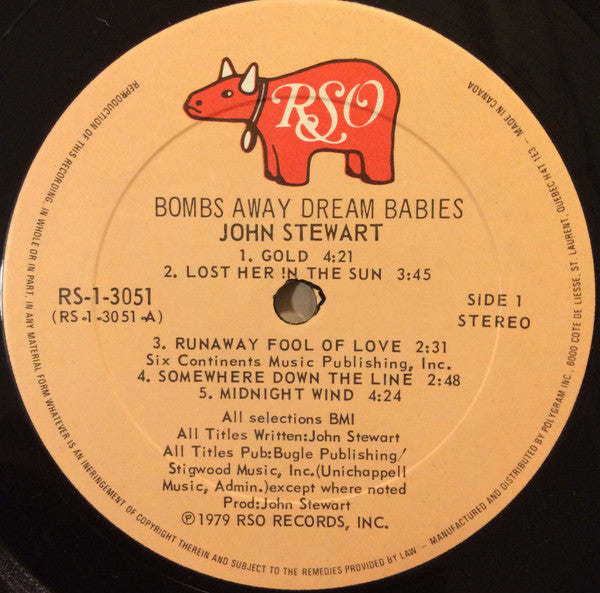 RSO
BOMBS AWAY DREAM BABIES
JOHN STEWART
1. GOLD 4:21
2. LOST HER IN THE SUN 3:45
RS-1-3051
(RS-1-3051-A)
SIDE 1
STEREO
3. RUNAWAY FOOL OF LOVE 2:31
Six Continents Music Publishing, Inc.
4. SOMEWHERE DOWN THE LINE 2:48
5. MIDNIGHT WIND 4:24
All selections BMI
All Titles Written:John Stewart
All Titles Pub:Bugle Publishing/
Stigwood Music, Inc.(Unichappell
Music, Admin.)except where noted
Prod:John Stewart
℗1979 RSO RECORDS, INC.
REPRODUCTION OF THIS RECORDING, IN WHOLE OR IN PART, IN ANY MATERIAL FORM WHATEVER IS AN INFRINGEMENT OF COPYRIGHT THEREIN AND SUBJECT TO THE REMEDIES PROVIDED BY LAW — MANUFACTURED AND DISTRIBUTED BY POLYGRAM INC. 6000 COTE DE LIESSE, ST. LAURENT, QUEBEC H4T 1E3 - MADE IN CANADA